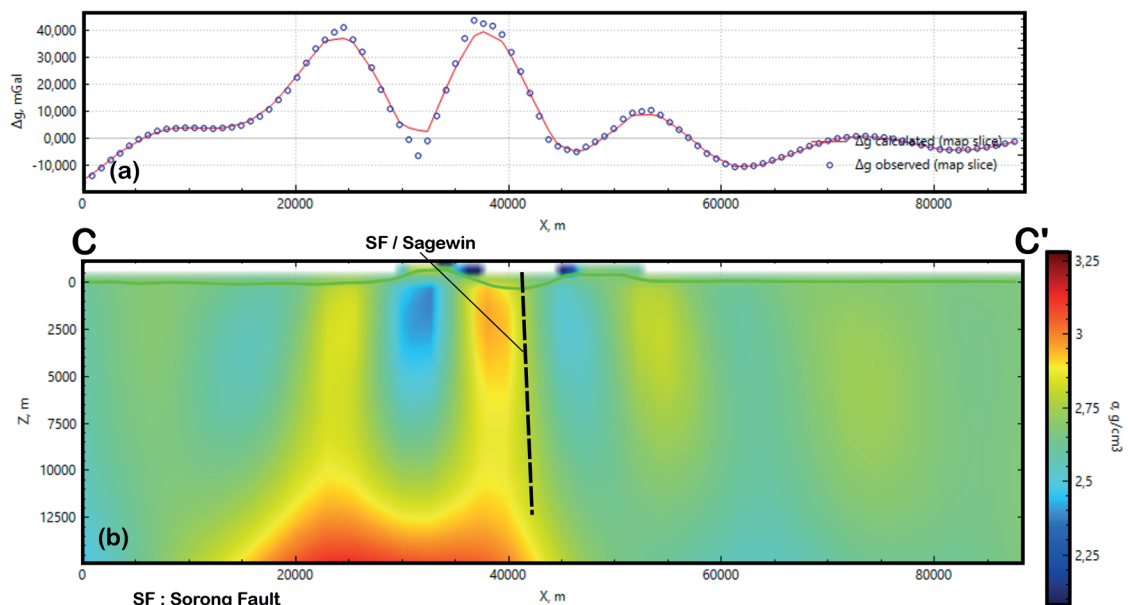 40,000
30,000
20,000
10,000
0,000
-10,000
Δg, mGal
(a)
Δg calculated (map slice)
Δg observed (map slice)
0 20000 40000 60000 80000
X, m
SF / Sagewin
C C'
0
2500
5000
7500
10000
12500
Z, m
(b)
3,25
3
2,75
2,5
2,25
σ, g/cm3
0 20000 40000 60000 80000
X, m
SF : Sorong Fault